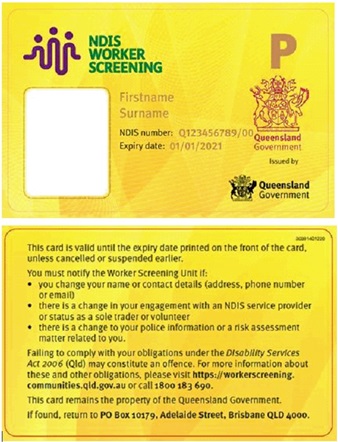 NDIS
WORKER
SCREENING
P
Firstname
Surname
NDIS number: Q123456789/00
Expiry date: 01/01/2021
Queensland
Government
Issued by
Queensland
Government
This card is valid until the expiry date printed on the front of the card,
unless cancelled or suspended earlier.
You must notify the Worker Screening Unit if:
• you change your name or contact details (address, phone number
or email)
• there is a change in your engagement with an NDIS service provider
or status as a sole trader or volunteer
• there is a change to your police information or a risk assessment
matter related to you.
Failing to comply with your obligations under the Disability Services
Act 2006 (Qld) may constitute an offence. For more information about
these and other obligations, please visit https://workerscreening.
communities.qld.gov.au or call 1800 183 690.
This card remains the property of the Queensland Government.
If found, return to PO Box 10179, Adelaide Street, Brisbane QLD 4000.